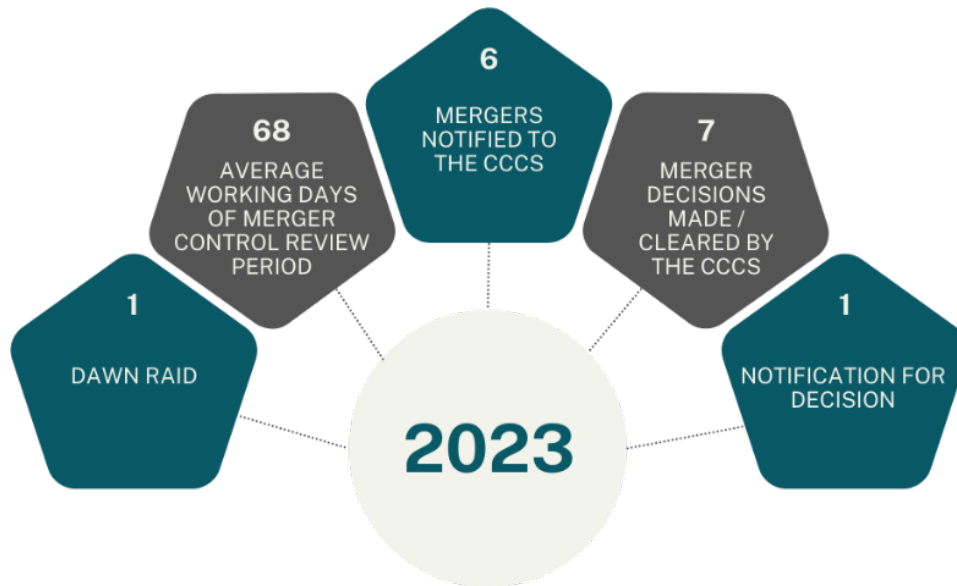 1
DAWN RAID
68
AVERAGE
WORKING DAYS
OF MERGER
CONTROL REVIEW
PERIOD
6
MERGERS
NOTIFIED TO
THE CCCS
7
MERGER
DECISIONS
MADE /
CLEARED BY
THE CCCS
1
NOTIFICATION FOR
DECISION
2023